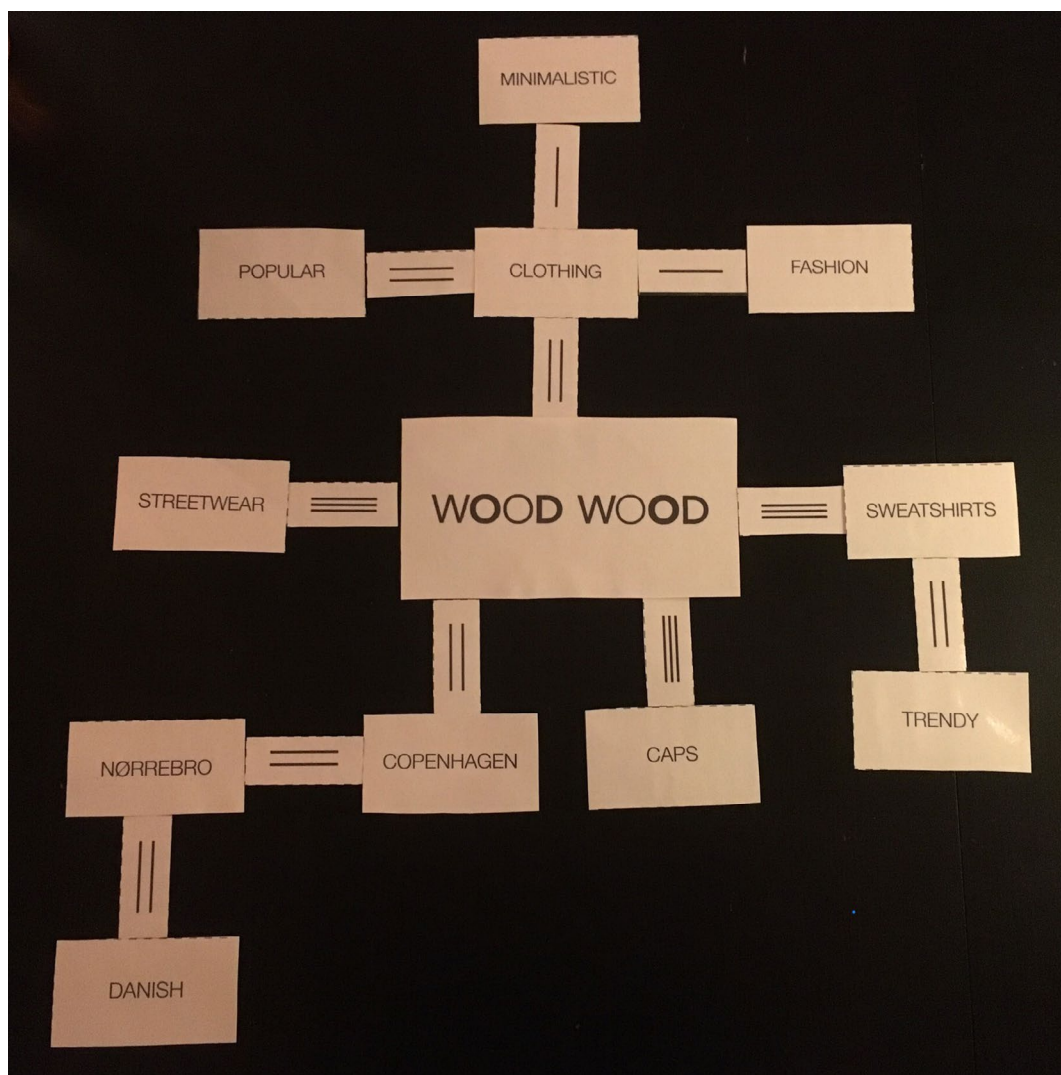 MINIMALISTIC
POPULAR
CLOTHING
FASHION
STREETWEAR
WOOD WOOD
SWEATSHIRTS
TRENDY
NØRREBRO
COPENHAGEN
CAPS
DANISH